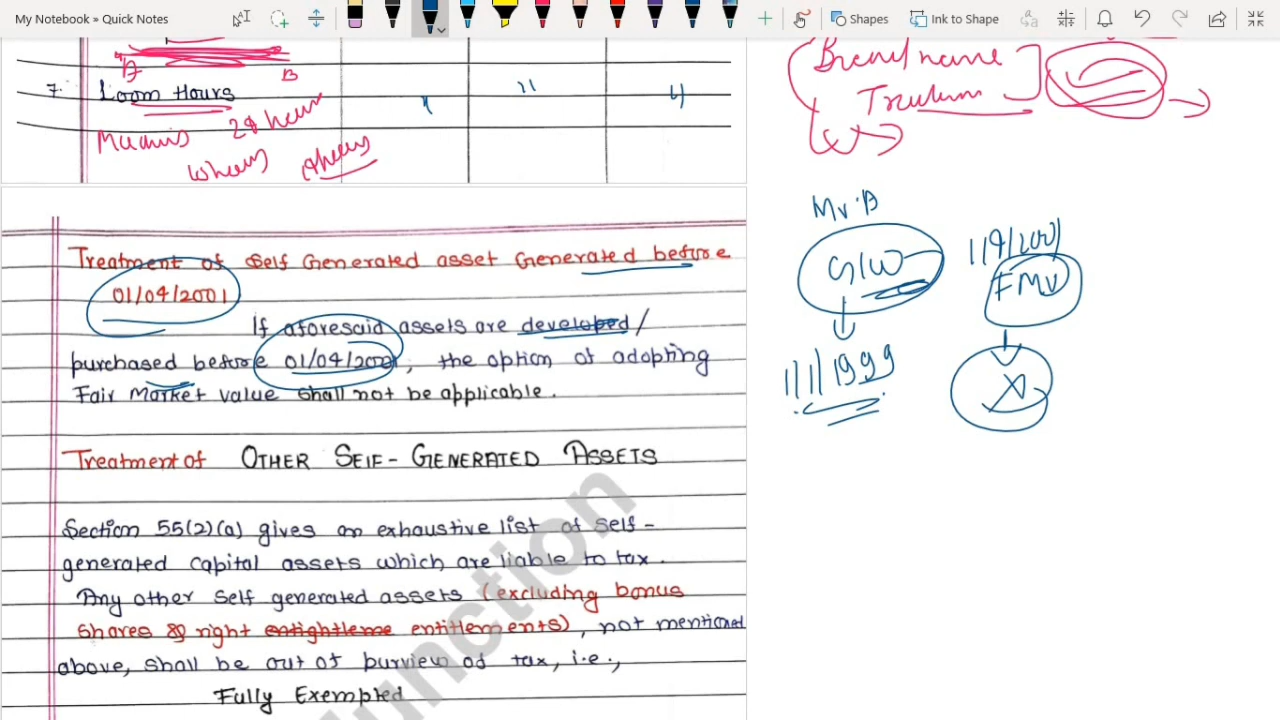 My Notebook » Quick Notes
Shapes
Ink to Shape
A
B
7. Loom Hours
24 hours
Treatment of Self Generated asset Generated before
01/04/2001
If aforesaid assets are developed/
purchased before 01/04/2001, the option of adopting
Fair Market value shall not be applicable.
Treatment of OTHER SELF-GENERATED ASSETS
Section 55(2)(a) gives an exhaustive list of self-
generated capital assets which are liable to tax.
Any other self generated assets (excluding bonus
shares & right entightleme entitlements), not mentioned
above, shall be out of purview of tax, i.e.,
Fully Exempted
junction
Brand name
Mr. B
G/W
1/1/1999
1/4/2001
FMV
X